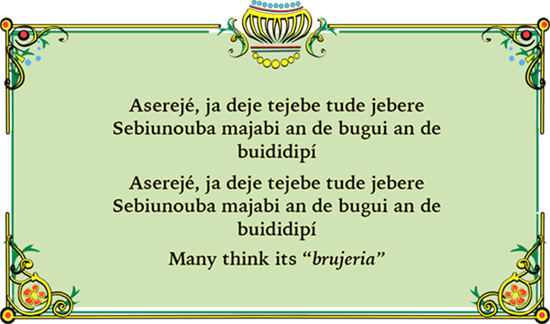 Aserejé, ja deje tejebe tude jebere
Sebiunouba majabi an de bugui an de
buididipí
Aserejé, ja deje tejebe tude jebere
Sebiunouba majabi an de bugui an de
buididipí
Many think its “brujeria”